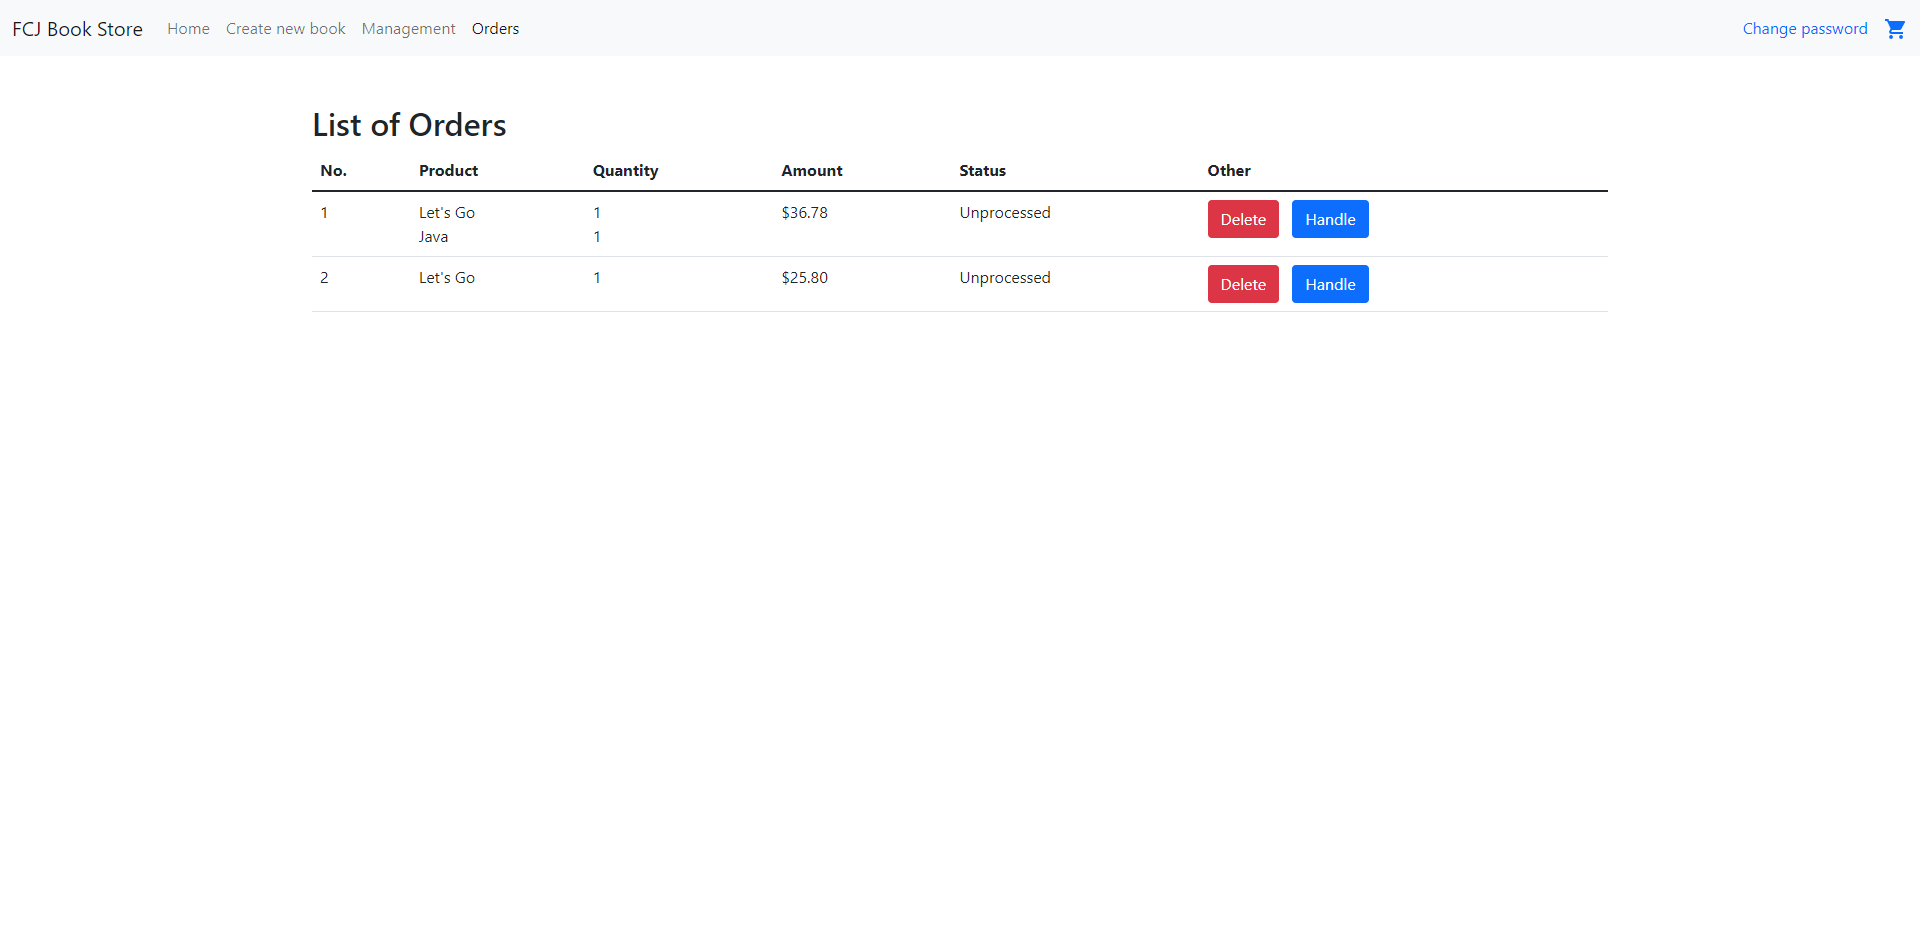 FCJ Book Store Home Create new book Management Orders Change password
List of Orders
No. Product Quantity Amount Status Other
1 Let's Go 1 $36.78 Unprocessed Delete Handle
Java 1
2 Let's Go 1 $25.80 Unprocessed Delete Handle